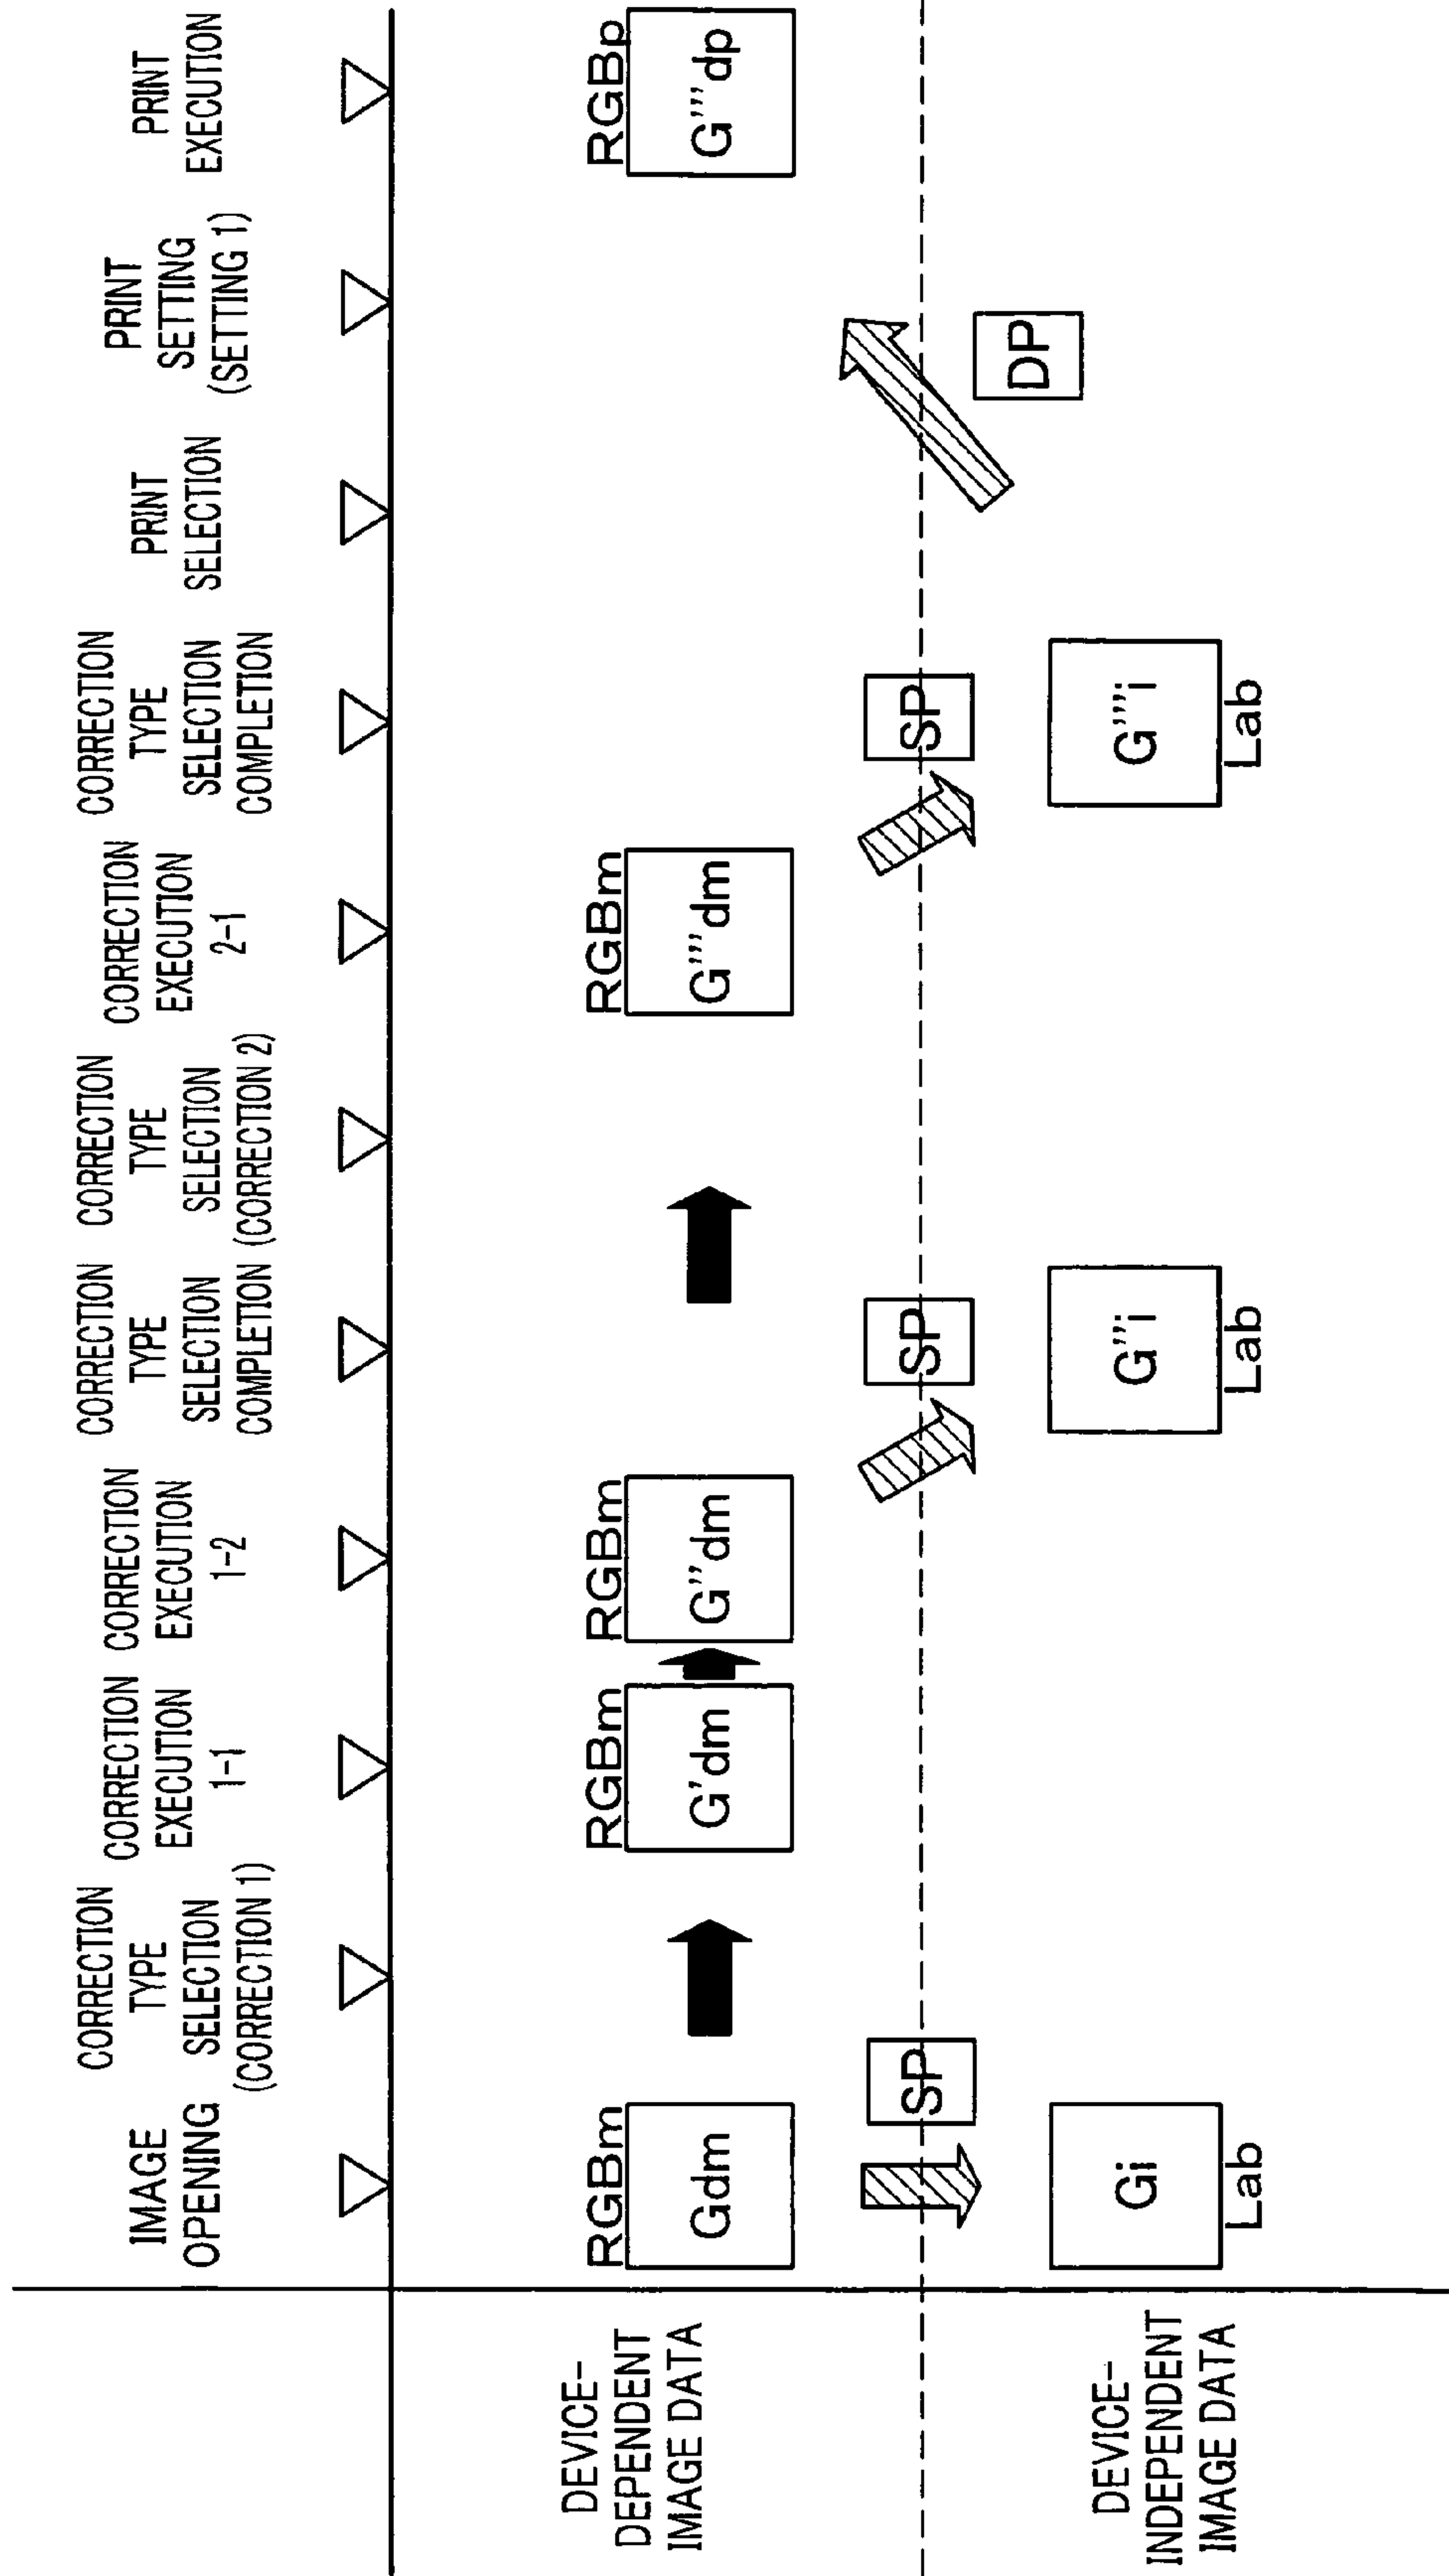 IMAGE
OPENING
CORRECTION
TYPE
SELECTION
(CORRECTION 1)
CORRECTION
EXECUTION
1-1
CORRECTION
EXECUTION
1-2
CORRECTION
TYPE
SELECTION
COMPLETION
CORRECTION
TYPE
SELECTION
(CORRECTION 2)
CORRECTION
EXECUTION
2-1
CORRECTION
TYPE
SELECTION
COMPLETION
PRINT
SELECTION
PRINT
SETTING
(SETTING 1)
PRINT
EXECUTION
DEVICE-
DEPENDENT
IMAGE DATA
RGBm
Gdm
RGBm
G'dm
RGBm
G''dm
RGBm
G'''dm
RGBp
G'''dp
SP
SP
SP
DP
DEVICE-
INDEPENDENT
IMAGE DATA
Gi
Lab
G''i
Lab
G'''i
Lab